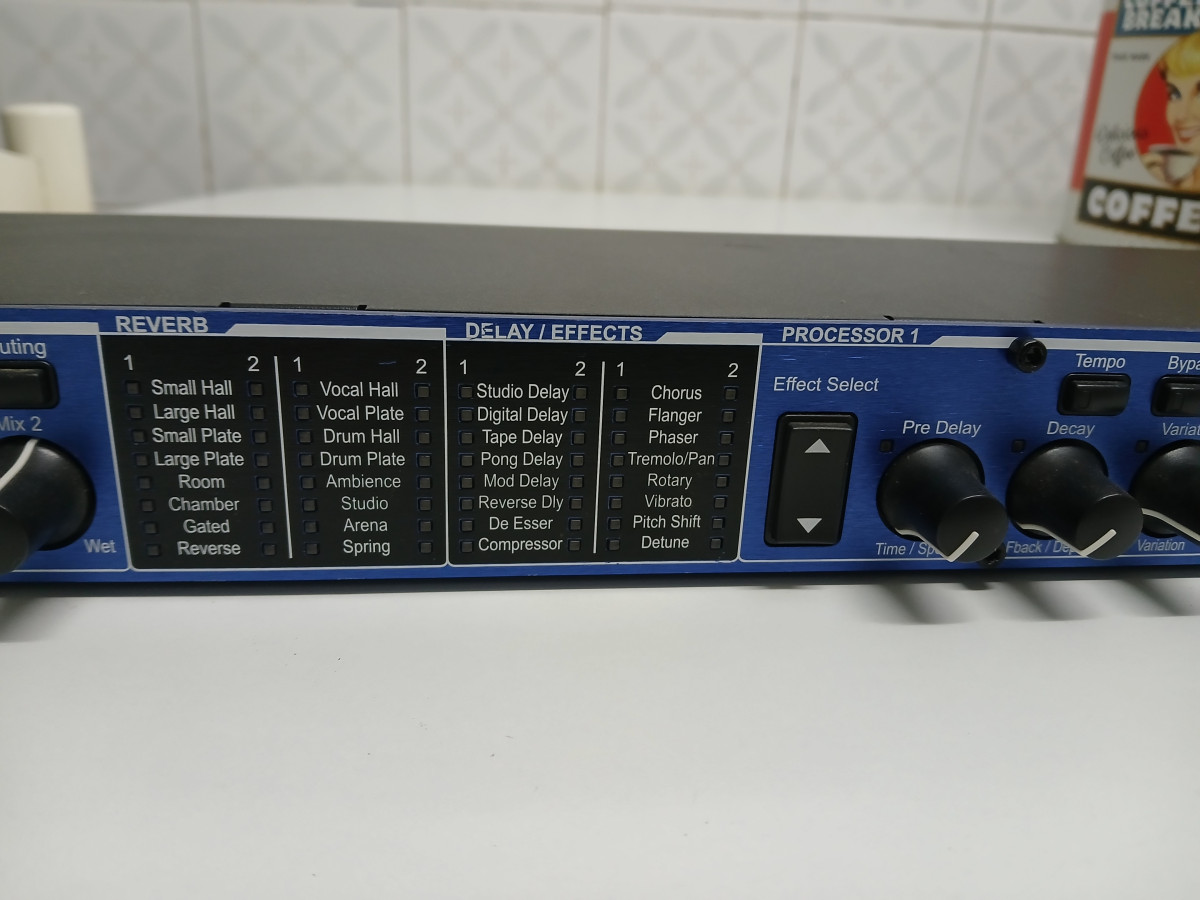 COFFEE
BREAK
COFFE
REVERB
DELAY / EFFECTS
PROCESSOR 1
uting
Mix 2
Wet
1 2
Small Hall
Large Hall
Small Plate
Large Plate
Room
Chamber
Gated
Reverse
1 2
Vocal Hall
Vocal Plate
Drum Hall
Drum Plate
Ambience
Studio
Arena
Spring
1 2
Studio Delay
Digital Delay
Tape Delay
Pong Delay
Mod Delay
Reverse Dly
De Esser
Compressor
1 2
Chorus
Flanger
Phaser
Tremolo/Pan
Rotary
Vibrato
Pitch Shift
Detune
Effect Select
Tempo
Bypa
Pre Delay
Decay
Variat
Time / Sp
Fback / Dep
Variation